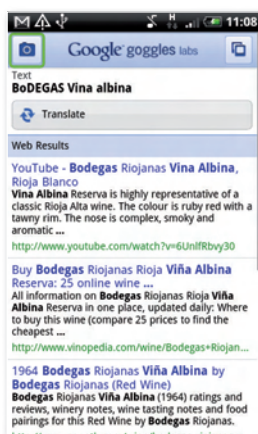 H 11:08
Google goggles labs
Text
BoDEGAS Vina albina
Translate
Web Results
YouTube - Bodegas Riojanas Vina Albina,
Rioja Blanco
Vina Albina Reserva is highly representative of a
classic Rioja Alta wine. The colour is ruby red with a
tawny rim. The nose is complex, smoky and
aromatic ...
http://www.youtube.com/watch?v=6UnlfRbvy30
Buy Bodegas Riojanas Rioja Viña Albina
Reserva: 25 online wine ...
All information on Bodegas Riojanas Rioja Viña
Albina Reserva in one place, updated daily: Where
to buy this wine (compare 25 prices to find the
cheapest ...
http://www.vinopedia.com/wine/Bodegas+Riojan...
1964 Bodegas Riojanas Viña Albina by
Bodegas Riojanas (Red Wine)
Bodegas Riojanas Viña Albina (1964) ratings and
reviews, winery notes, wine tasting notes and food
pairings for this Red Wine by Bodegas Riojanas.